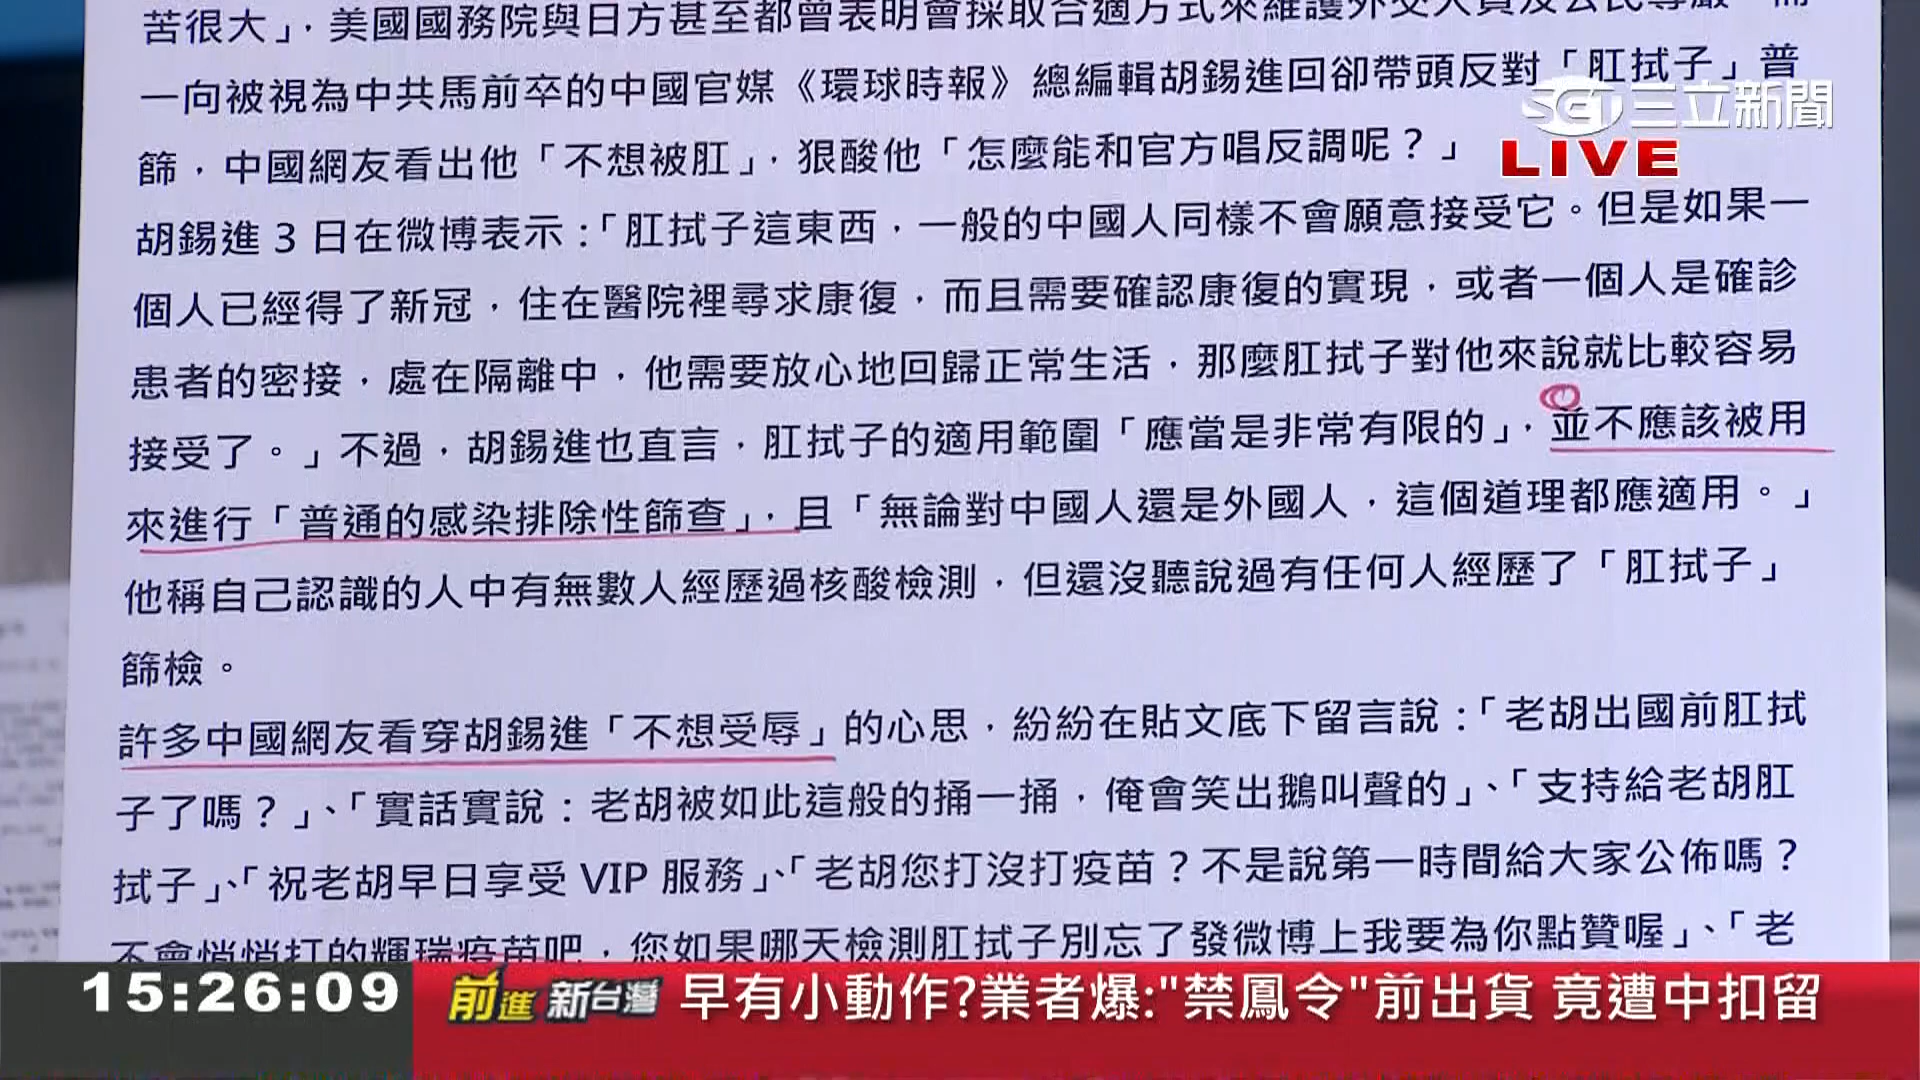 苦很大」，美國國務院與日方甚至都曾表明會採取合適方式來維護外交人員及公民尊嚴
一向被視為中共馬前卒的中國官媒《環球時報》總編輯胡錫進回卻帶頭反對「肛拭子」普
篩，中國網友看出他「不想被肛」，狠酸他「怎麼能和官方唱反調呢？」
胡錫進 3 日在微博表示：「肛拭子這東西，一般的中國人同樣不會願意接受它。但是如果一
個人已經得了新冠，住在醫院裡尋求康復，而且需要確認康復的實現，或者一個人是確診
患者的密接，處在隔離中，他需要放心地回歸正常生活，那麼肛拭子對他來說就比較容易
接受了。」不過，胡錫進也直言，肛拭子的適用範圍「應當是非常有限的」，並不應該被用
來進行「普通的感染排除性篩查」，且「無論對中國人還是外國人，這個道理都應適用。」
他稱自己認識的人中有無數人經歷過核酸檢測，但還沒聽說過有任何人經歷了「肛拭子」
篩檢。
許多中國網友看穿胡錫進「不想受辱」的心思，紛紛在貼文底下留言說：「老胡出國前肛拭
子了嗎？」、「實話實說：老胡被如此這般的捅一捅，俺會笑出鵝叫聲的」、「支持給老胡肛
拭子」、「祝老胡早日享受 VIP 服務」、「老胡您打沒打疫苗？不是說第一時間給大家公佈嗎？
不會悄悄打的輝瑞疫苗吧，您如果哪天檢測肛拭子別忘了發微博上我要為你點贊喔」、「老
SET三立新聞
LIVE
15:26:09
前進新台灣
早有小動作?業者爆:"禁鳳令"前出貨 竟遭中扣留